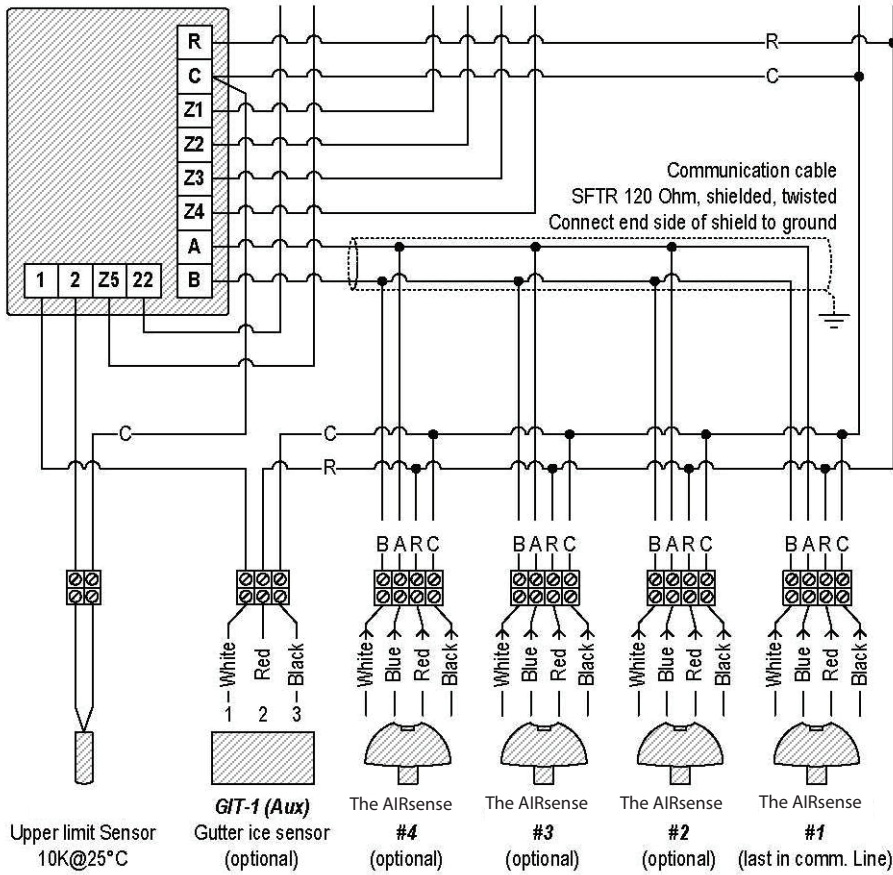 R
R
C
C
Z1
Z2
Z3
Communication cable
SFTR 120 Ohm, shielded, twisted
Connect end side of shield to ground
Z4
A
B
1 2 Z5 22
C
C
R
B A R C
B A R C
B A R C
B A R C
White Red Black
1 2 3
White Blue Red Black
White Blue Red Black
White Blue Red Black
White Blue Red Black
Upper limit Sensor
10K@25°C
GIT-1 (Aux)
Gutter ice sensor
(optional)
The AIRsense
#4
(optional)
The AIRsense
#3
(optional)
The AIRsense
#2
(optional)
The AIRsense
#1
(last in comm. Line)